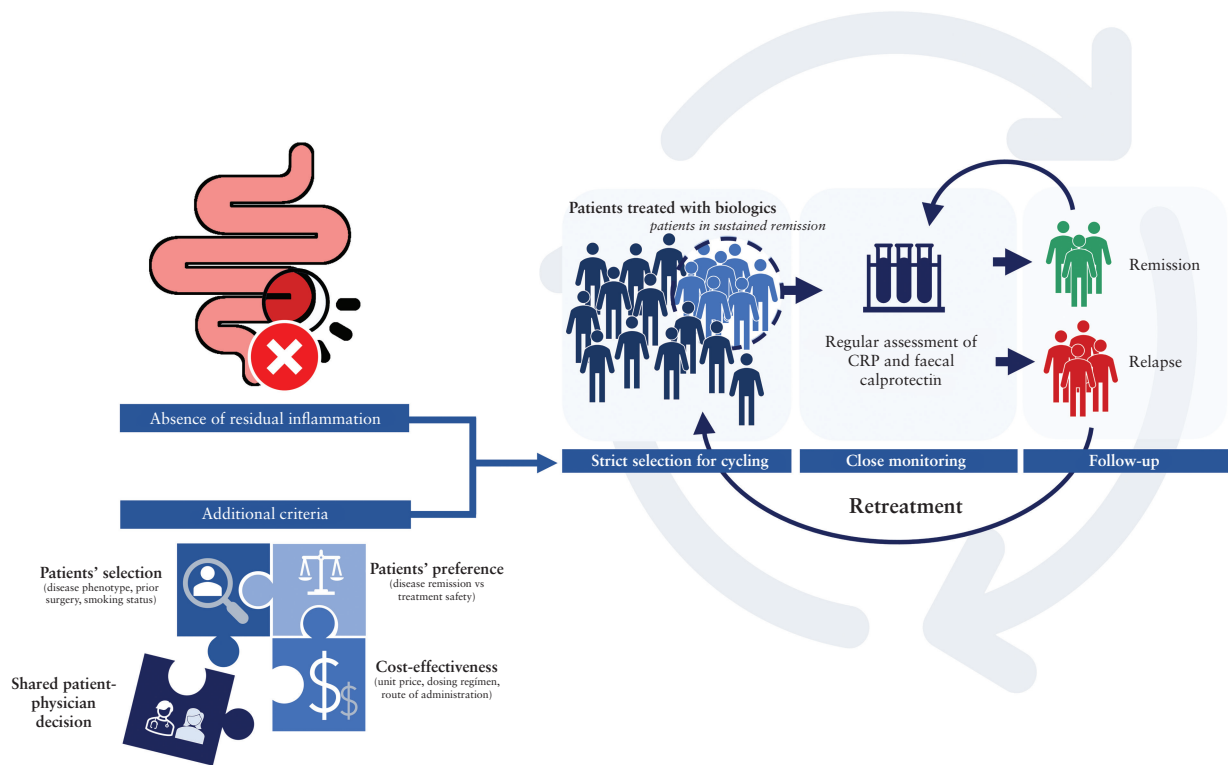 Absence of residual inflammation
Additional criteria
Patients’ selection
(disease phenotype, prior
surgery, smoking status)
Patients’ preference
(disease remission vs
treatment safety)
Shared patient-
physician
decision
Cost-effectiveness
(unit price, dosing regímen,
route of administration)
Patients treated with biologics
patients in sustained remission
Regular assessment of
CRP and faecal
calprotectin
Remission
Relapse
Strict selection for cycling
Close monitoring
Follow-up
Retreatment